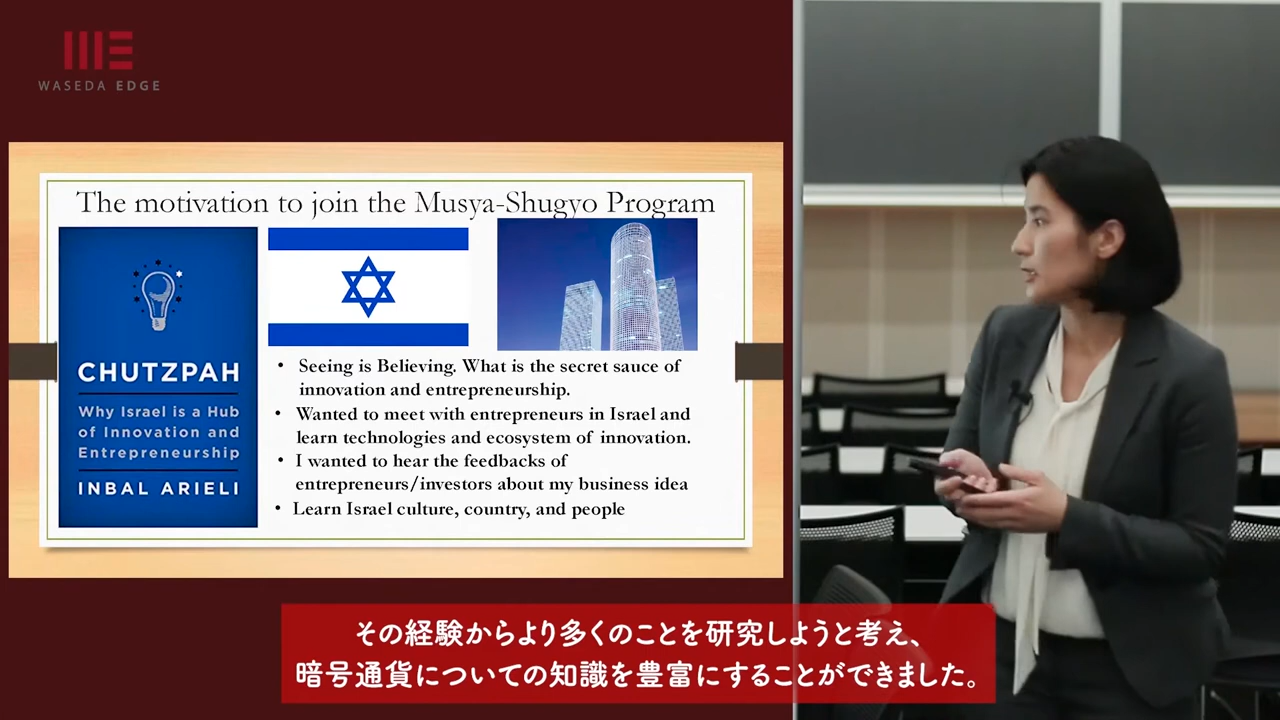 WASEDA EDGE
The motivation to join the Musya-Shugyo Program
CHUTZPAH
Why Israel is a Hub
of Innovation and
Entrepreneurship
INBAL ARIELI
• Seeing is Believing. What is the secret sauce of
innovation and entrepreneurship.
• Wanted to meet with entrepreneurs in Israel and
learn technologies and ecosystem of innovation.
• I wanted to hear the feedbacks of
entrepreneurs/investors about my business idea
• Learn Israel culture, country, and people
その経験からより多くのことを研究しようと考え、
暗号通貨についての知識を豊富にすることができました。